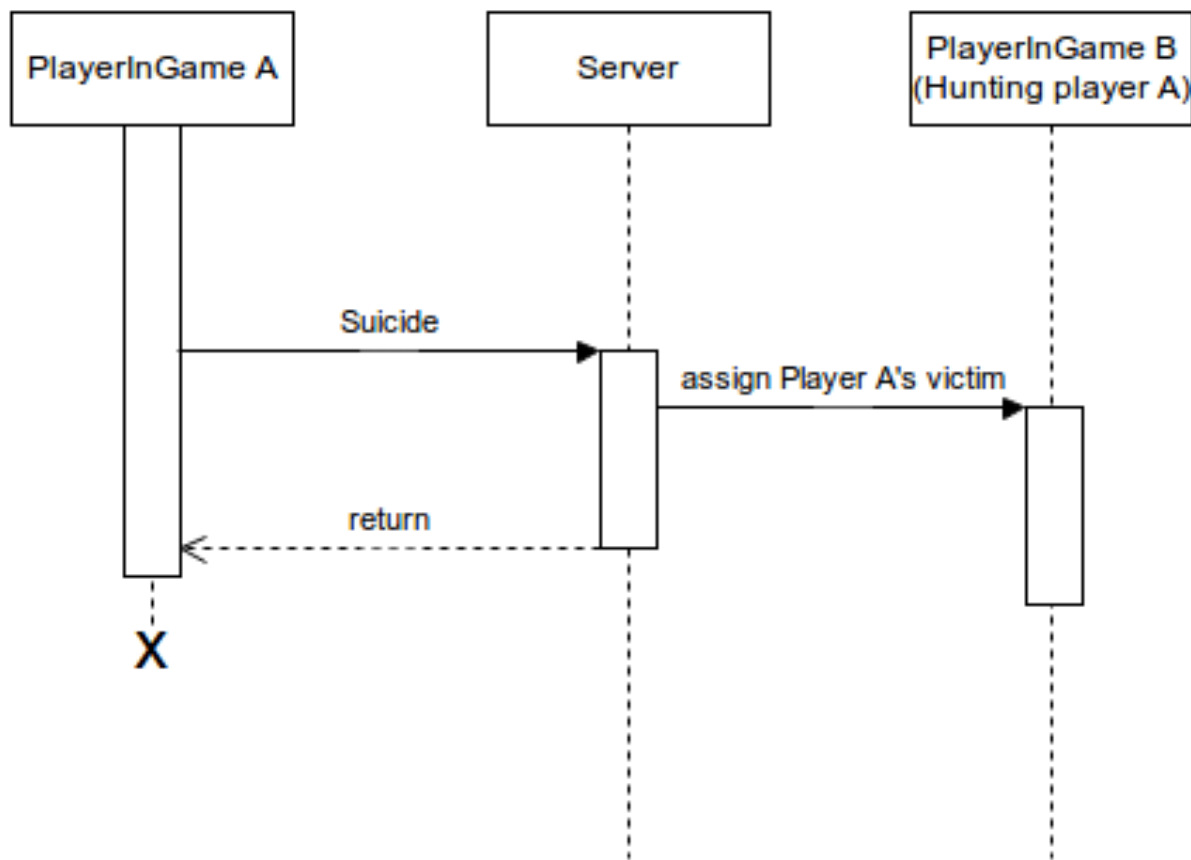 PlayerInGame A
Server
PlayerInGame B
(Hunting player A)
Suicide
assign Player A's victim
return
X